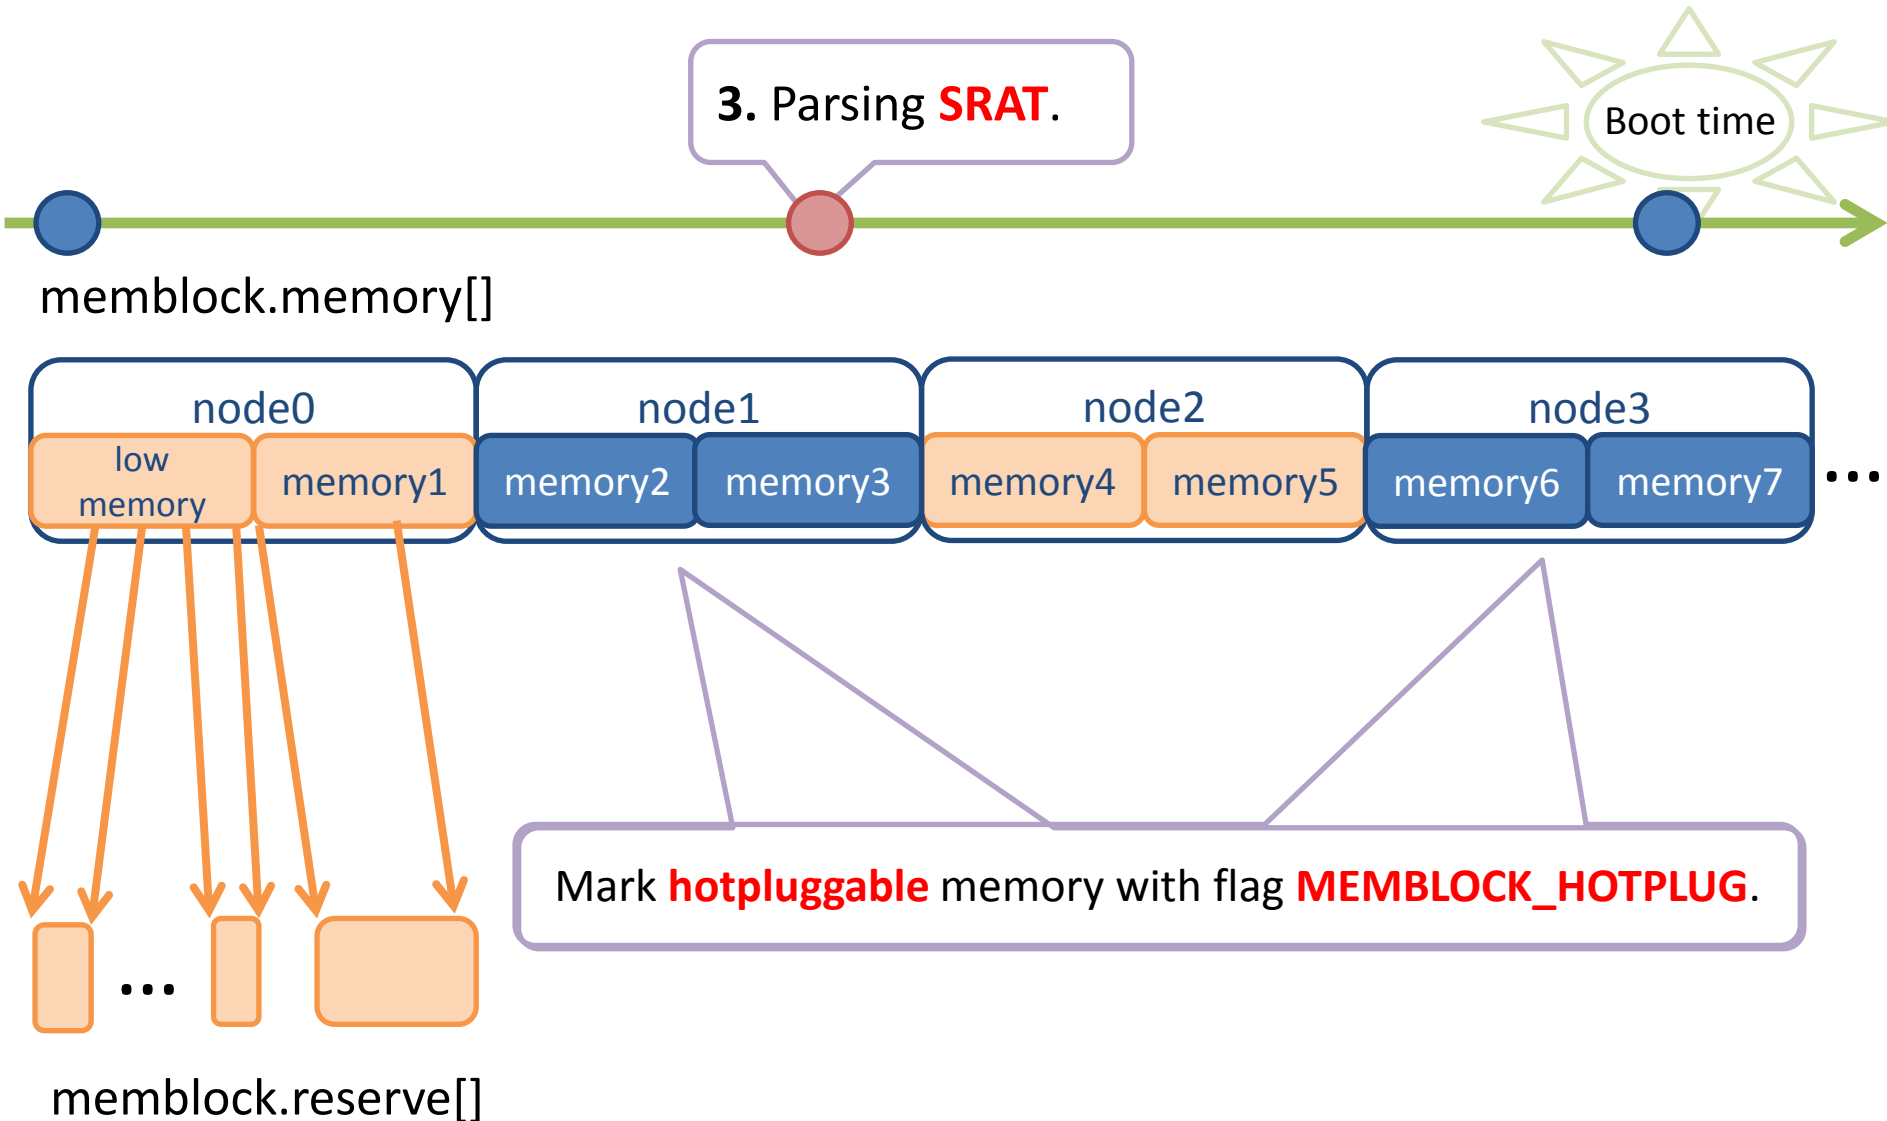 3. Parsing SRAT.
Boot time
memblock.memory[]
node0 node1 node2 node3
low
memory
memory1 memory2 memory3 memory4 memory5 memory6 memory7 ...
Mark hotpluggable memory with flag MEMBLOCK_HOTPLUG.
...
memblock.reserve[]